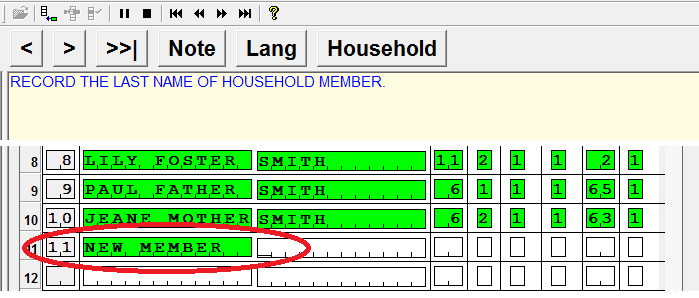 < > >>| Note Lang Household
RECORD THE LAST NAME OF HOUSEHOLD MEMBER.
8 8 LILY FOSTER SMITH 11 2 1 1 2 1
9 9 PAUL FATHER SMITH 6 1 1 1 65 1
10 10 JEANE MOTHER SMITH 6 2 1 1 63 1
11 11 NEW MEMBER
12